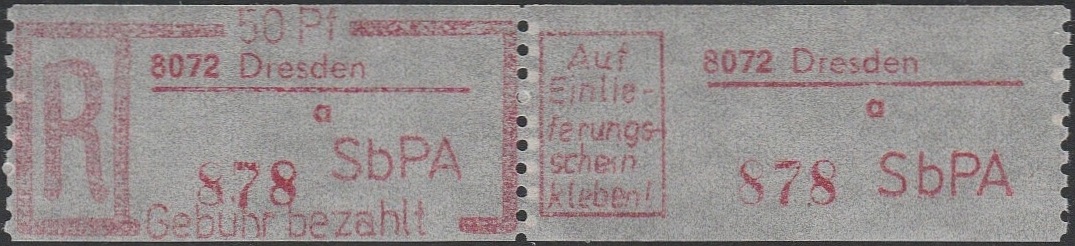 50 Pf
R
8072 Dresden
a
878 SbPA
Gebühr bezahlt
Auf
Einlie-
ferungs-
schein
kleben!
8072 Dresden
a
878 SbPA